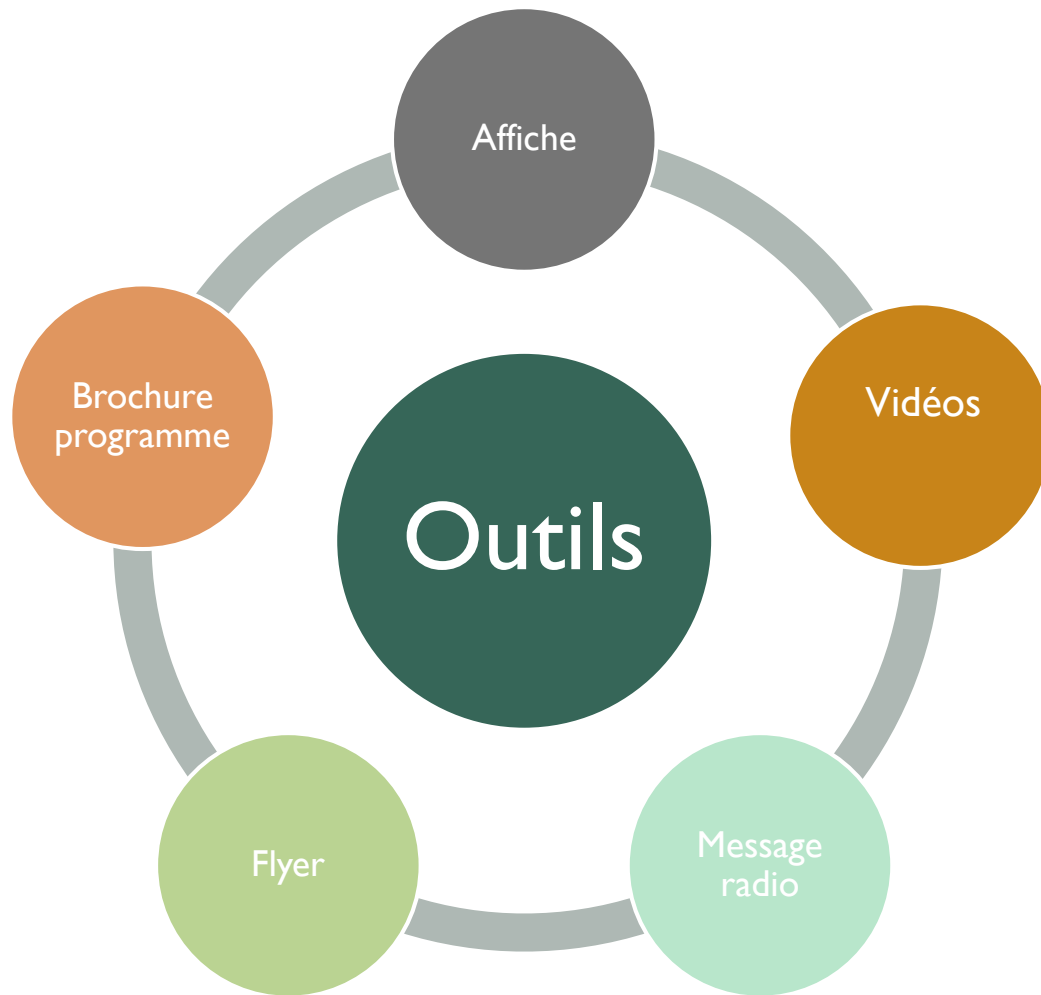 Affiche
Vidéos
Brochure
programme
Outils
Message
radio
Flyer